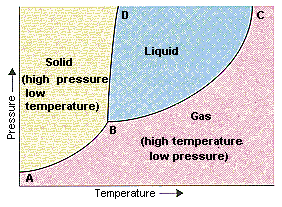 D
C
Liquid
Solid
(high pressure
low
temperature)
B
Gas
(high temperature
low pressure)
A
Pressure
Temperature